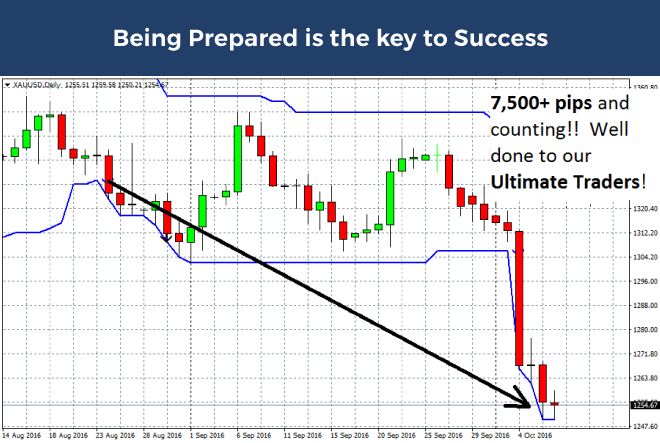 Being Prepared is the key to Success
XAUUSD,Daily 1255.51 1259.58 1250.21 1254.67
7,500+ pips and
counting!! Well
done to our
Ultimate Traders!
1360.80
1320.40
1312.20
1304.20
1296.00
1288.00
1280.00
1271.80
1263.80
1254.67
1247.60
14 Aug 2016 18 Aug 2016 23 Aug 2016 28 Aug 2016 1 Sep 2016 6 Sep 2016 11 Sep 2016 15 Sep 2016 20 Sep 2016 25 Sep 2016 29 Sep 2016 4 Oct 2016